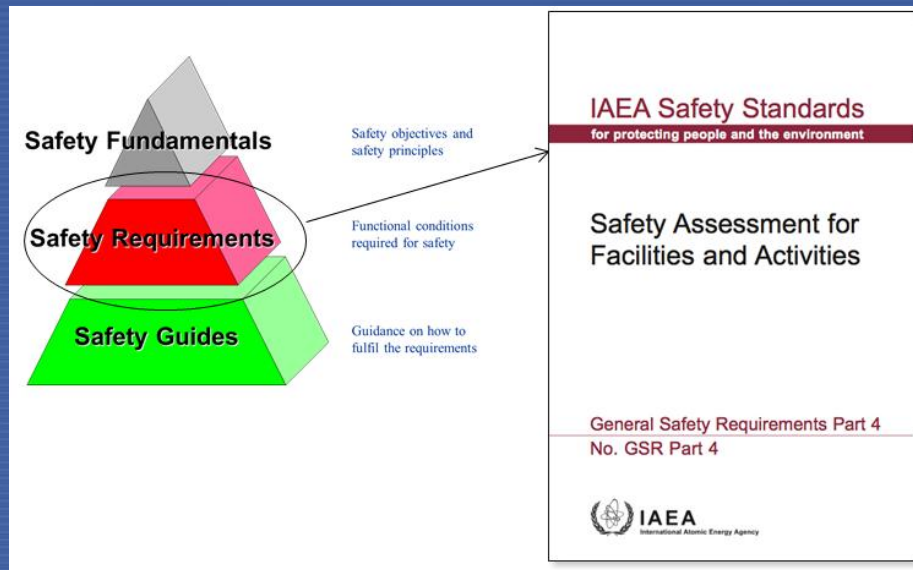 Safety Fundamentals
Safety objectives and
safety principles
Safety Requirements
Functional conditions
required for safety
Safety Guides
Guidance on how to
fulfil the requirements
IAEA Safety Standards
for protecting people and the environment
Safety Assessment for
Facilities and Activities
General Safety Requirements Part 4
No. GSR Part 4
IAEA
International Atomic Energy Agency